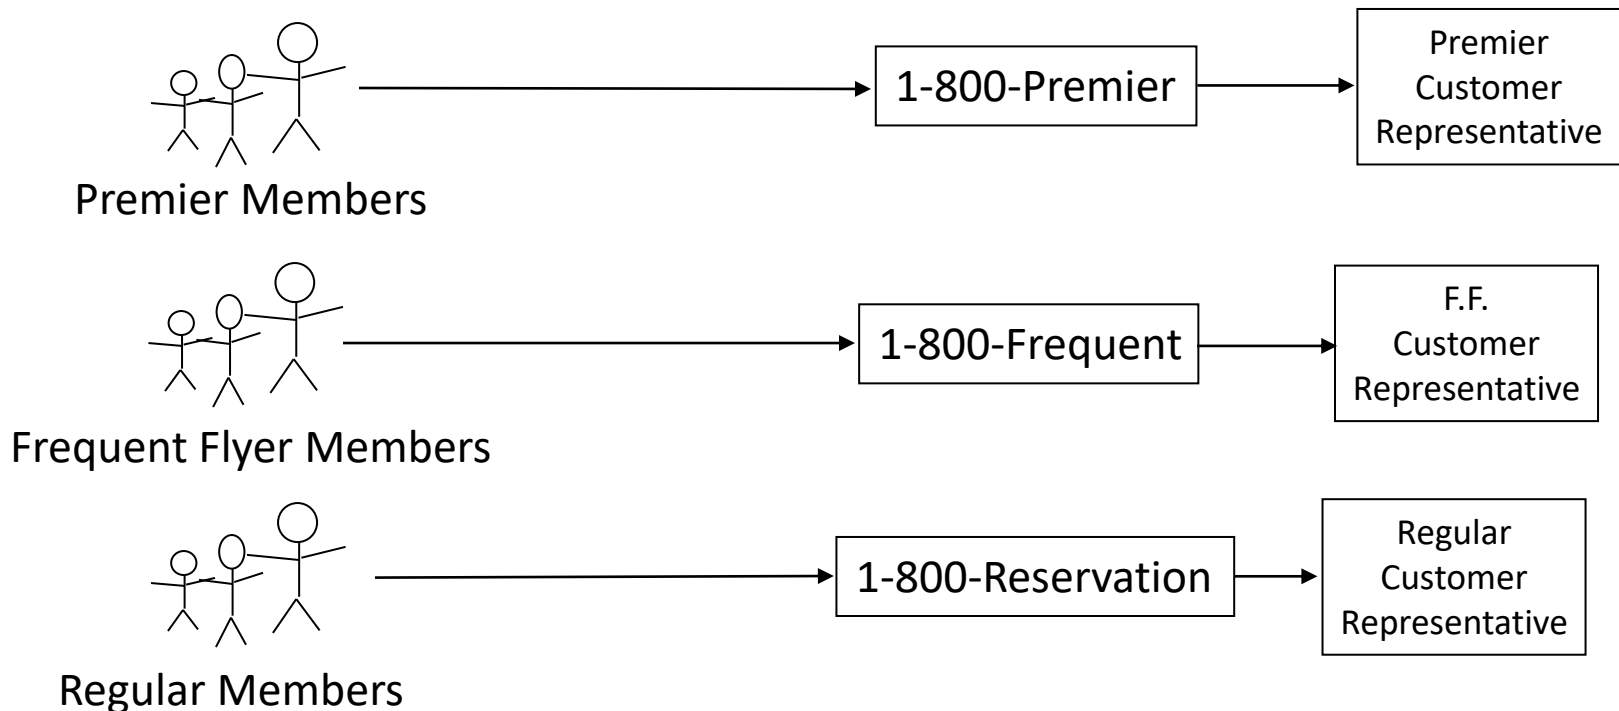 1-800-Premier
Premier
Customer
Representative
Premier Members
1-800-Frequent
F.F.
Customer
Representative
Frequent Flyer Members
1-800-Reservation
Regular
Customer
Representative
Regular Members